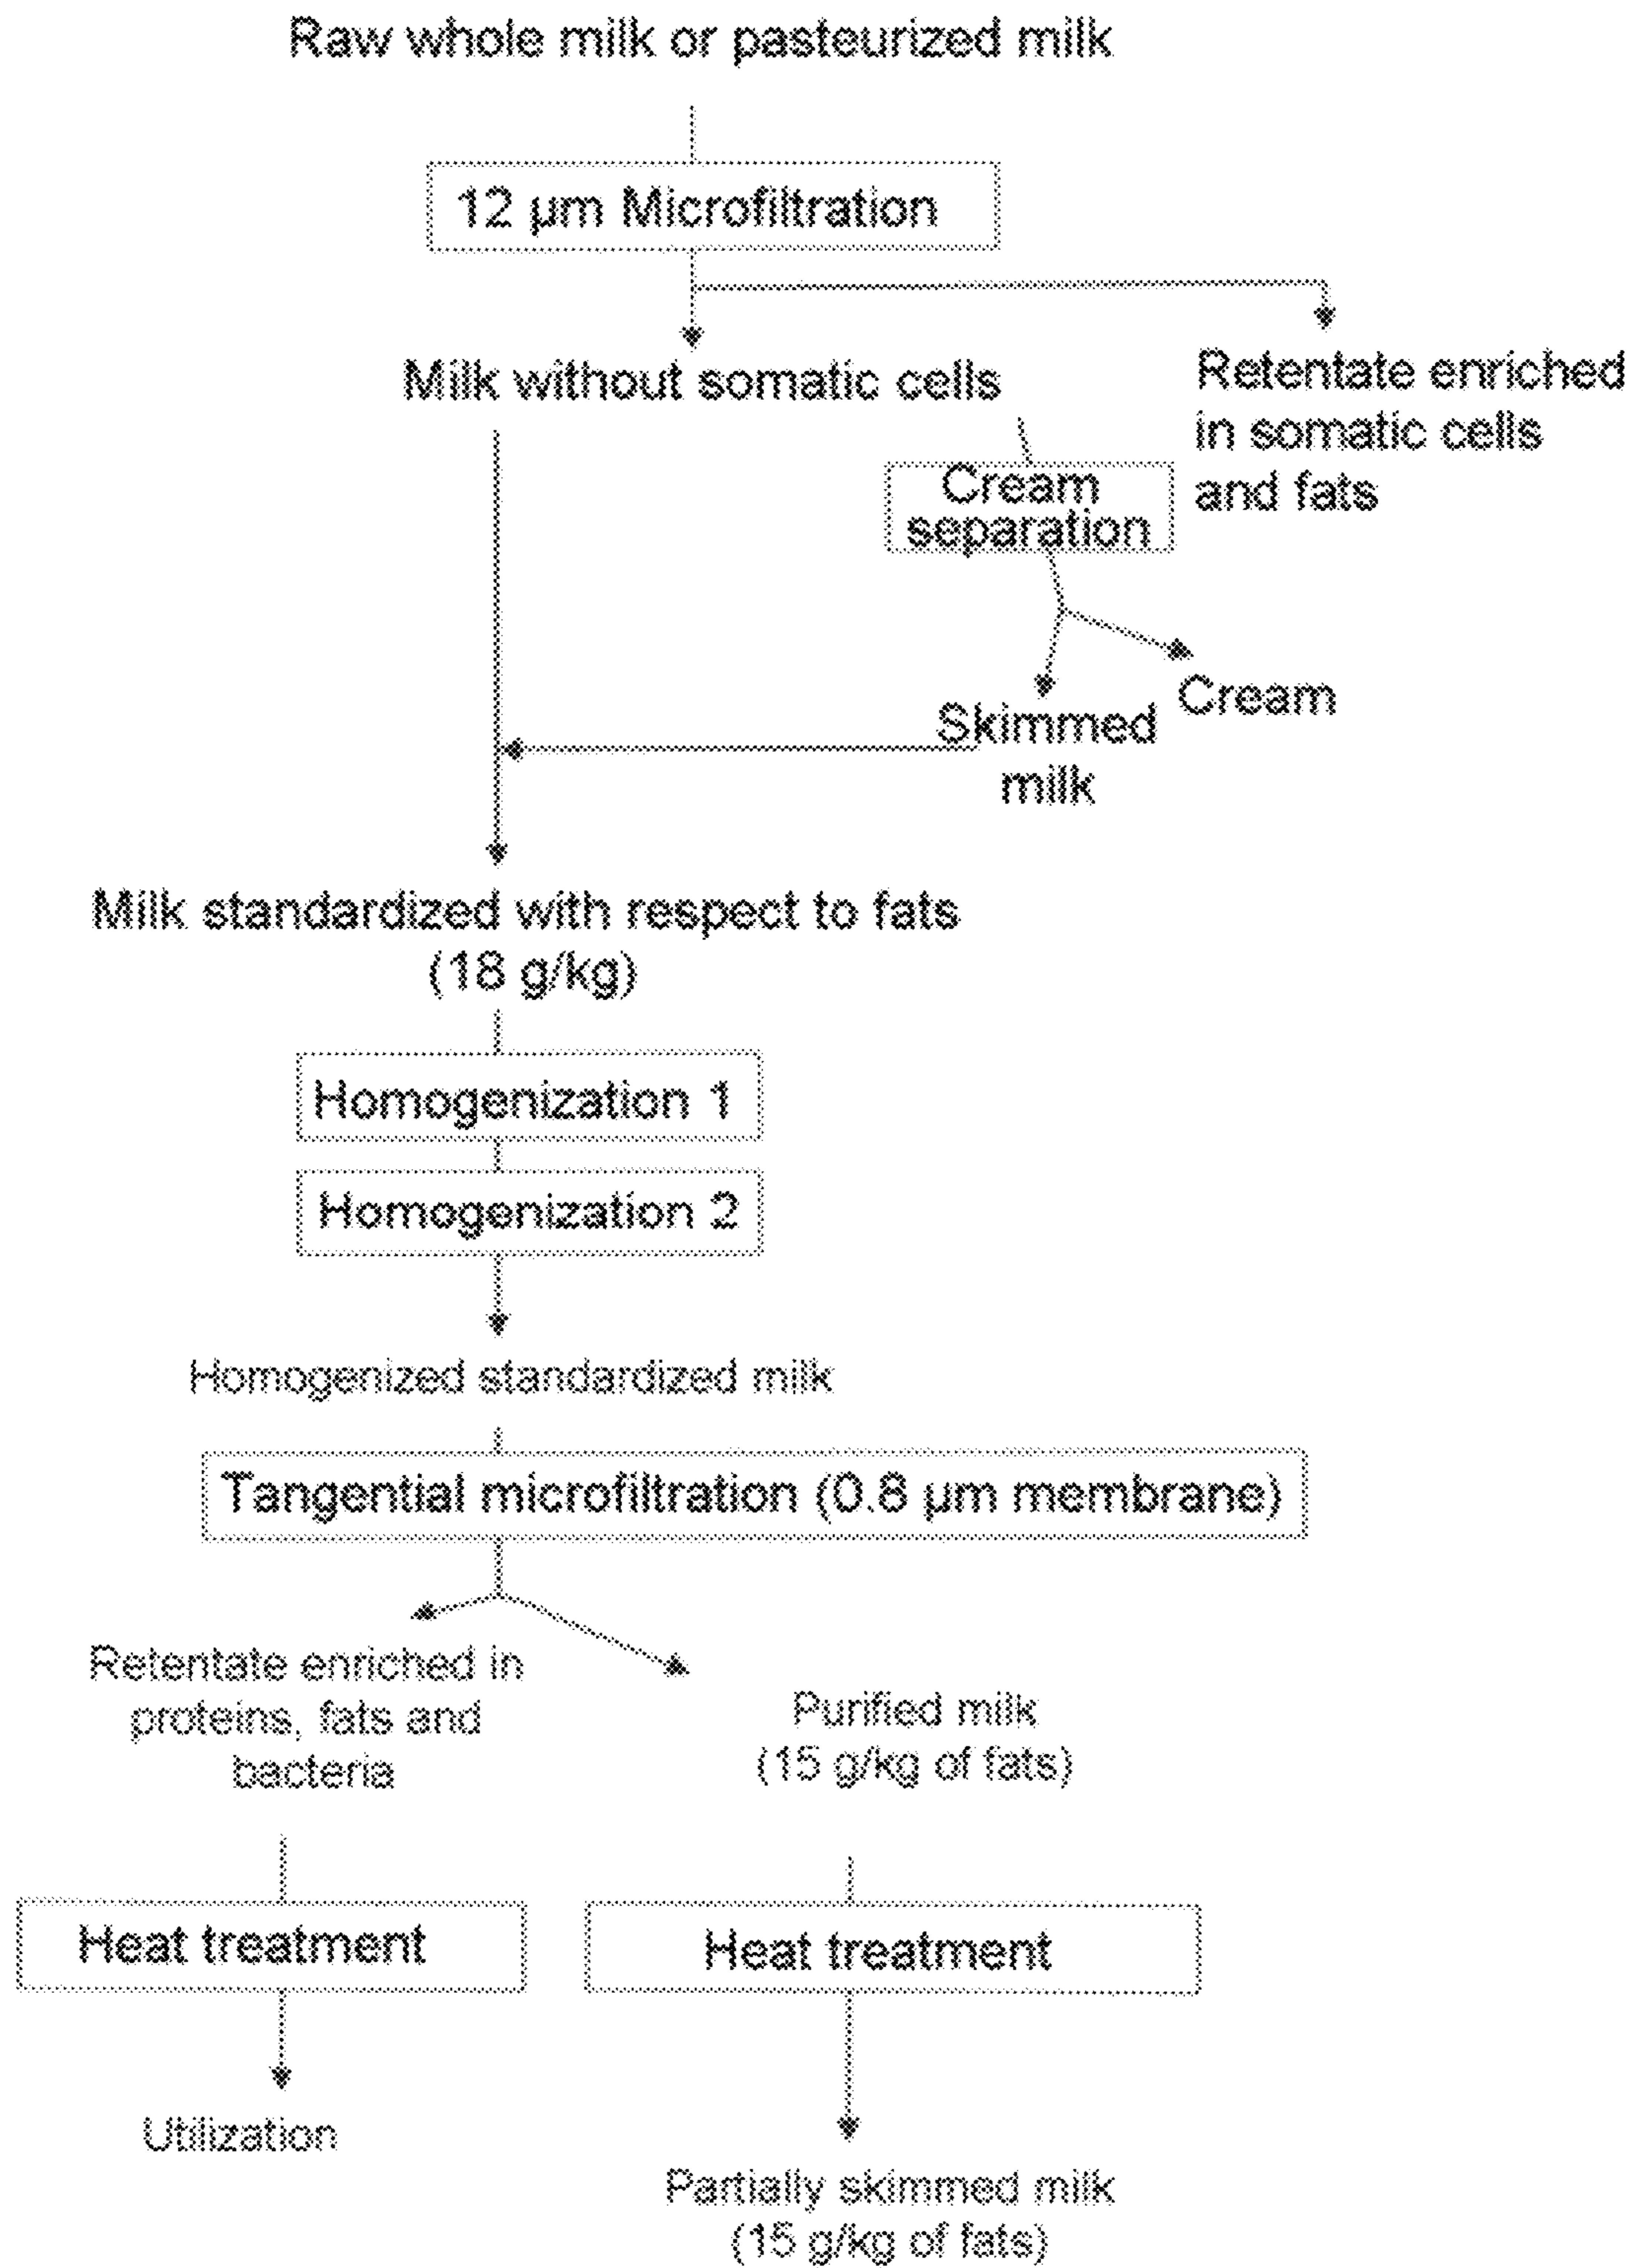 Raw whole milk or pasteurized milk
12 μm Microfiltration
Milk without somatic cells
Retentate enriched
in somatic cells
and fats
Cream
separation
Cream
Skimmed
milk
Milk standardized with respect to fats
(18 g/kg)
Homogenization 1
Homogenization 2
Homogenized standardized milk
Tangential microfiltration (0.8 μm membrane)
Retentate enriched in
proteins, fats and
bacteria
Purified milk
(15 g/kg of fats)
Heat treatment
Heat treatment
Utilization
Partially skimmed milk
(15 g/kg of fats)